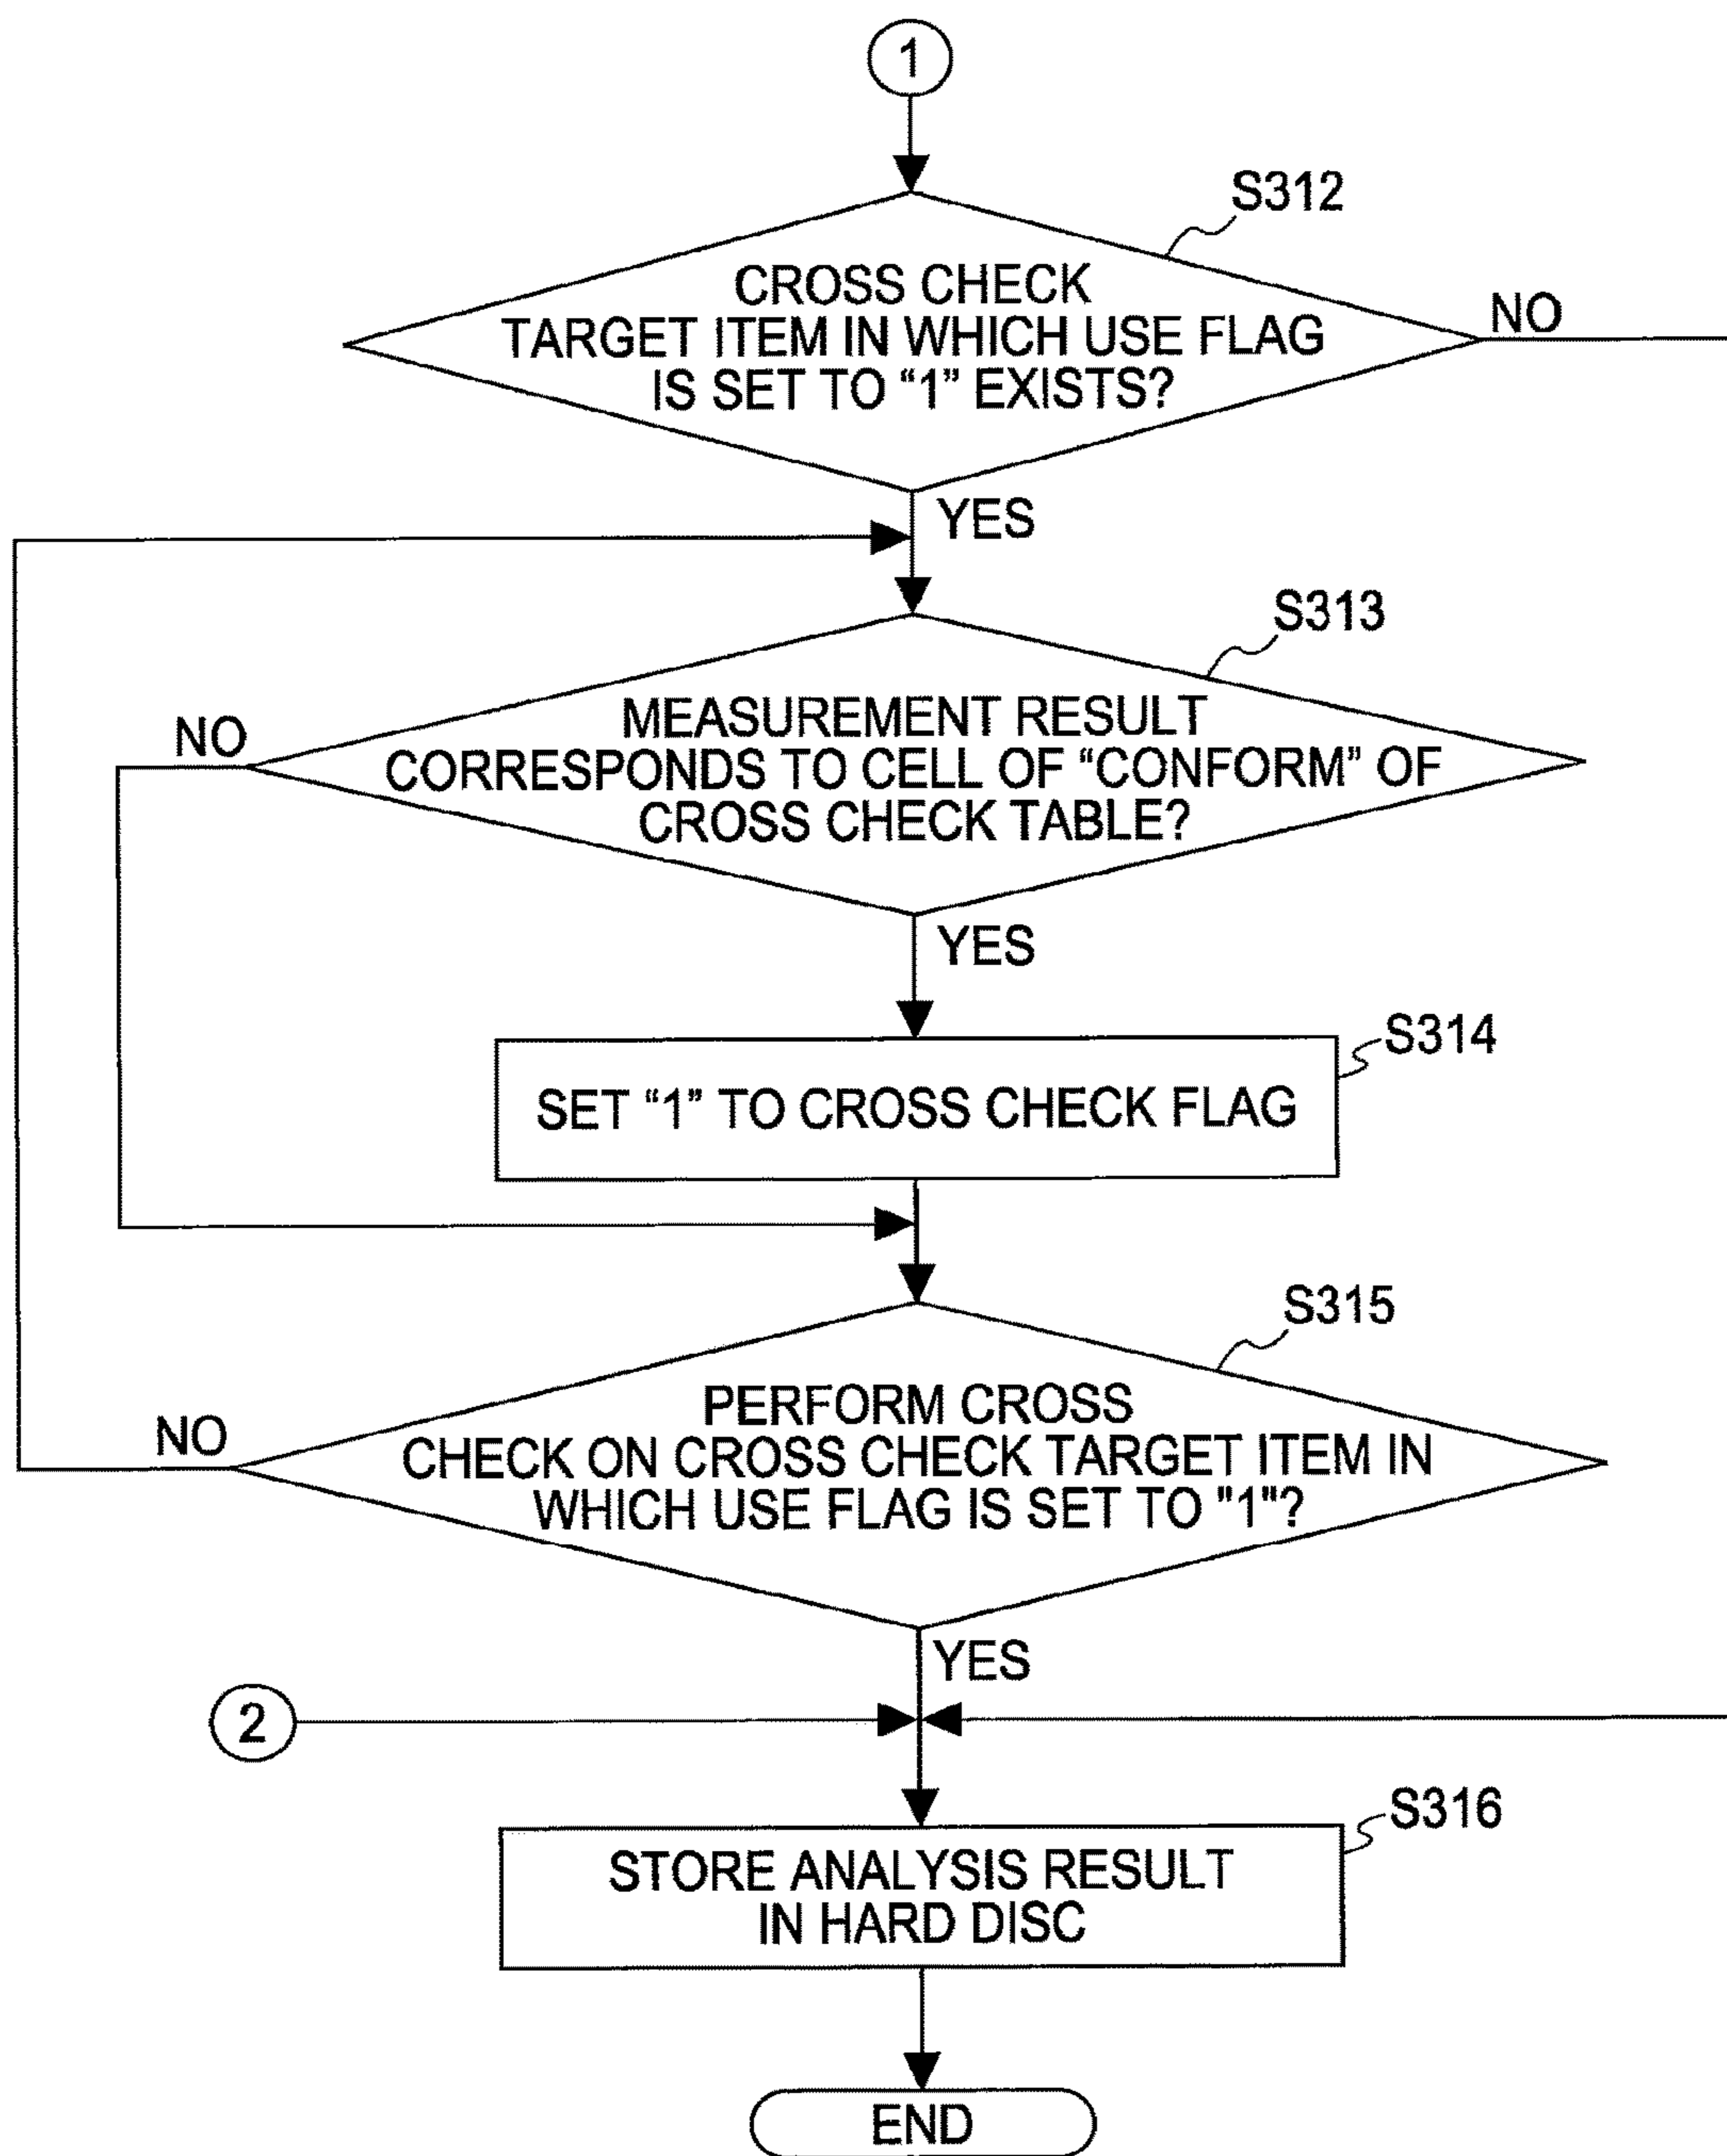 1
S312
CROSS CHECK
TARGET ITEM IN WHICH USE FLAG
IS SET TO “1” EXISTS?
NO
YES
S313
MEASUREMENT RESULT
CORRESPONDS TO CELL OF “CONFORM” OF
CROSS CHECK TABLE?
NO
YES
S314
SET “1” TO CROSS CHECK FLAG
S315
PERFORM CROSS
CHECK ON CROSS CHECK TARGET ITEM IN
WHICH USE FLAG IS SET TO "1"?
NO
YES
2
S316
STORE ANALYSIS RESULT
IN HARD DISC
END